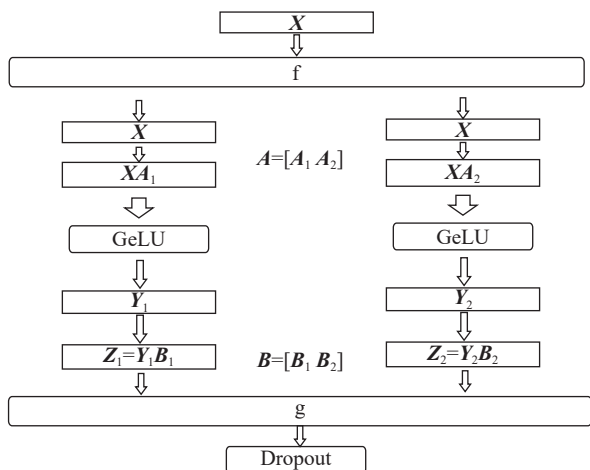 X
f
X
X
A=[A₁ A₂]
XA₁
XA₂
GeLU
GeLU
Y₁
Y₂
Z₁=Y₁B₁
B=[B₁ B₂]
Z₂=Y₂B₂
g
Dropout